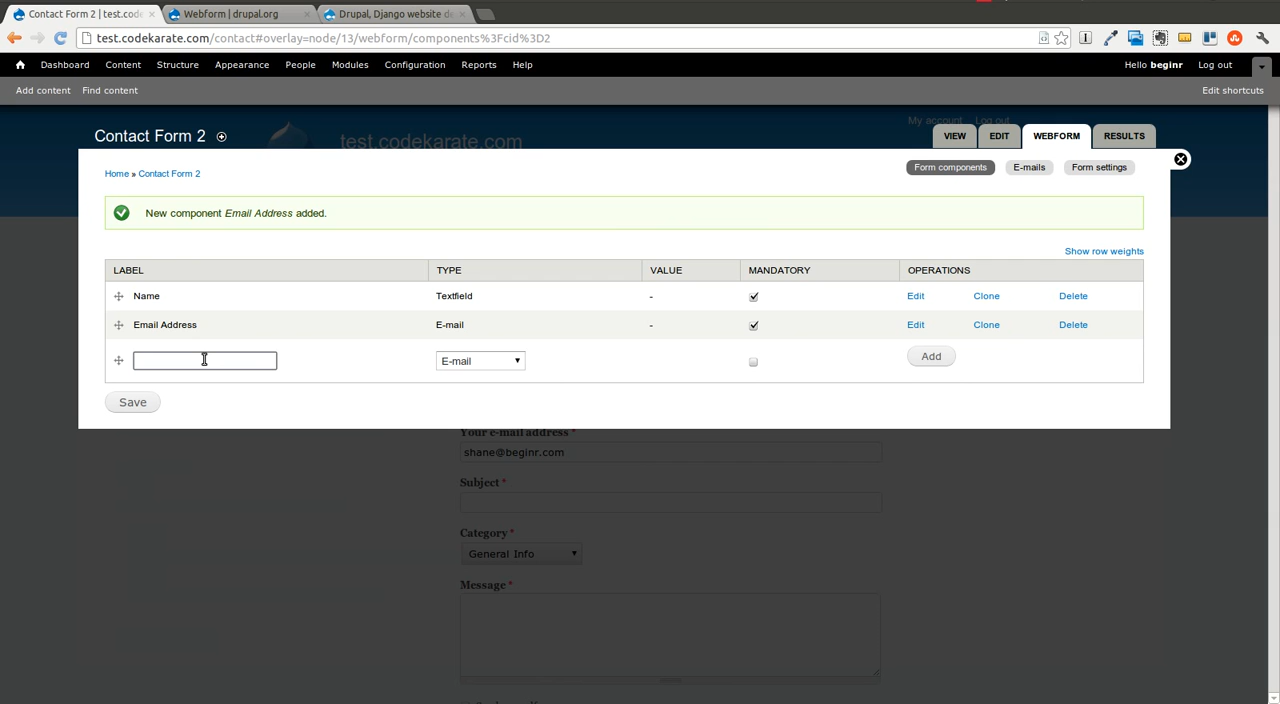 Contact Form 2 | test.cod
Webform | drupal.org
Drupal, Django website de
test.codekarate.com/contact#overlay=node/13/webform/components%3Fcid%3D2
Dashboard Content Structure Appearance People Modules Configuration Reports Help
Hello beginr Log out
Add content Find content
Edit shortcuts
My account Log out
Contact Form 2
test.codekarate.com
VIEW EDIT WEBFORM RESULTS
Home » Contact Form 2
Form components E-mails Form settings
New component Email Address added.
Show row weights
LABEL TYPE VALUE MANDATORY OPERATIONS
Name Textfield - Edit Clone Delete
Email Address E-mail - Edit Clone Delete
E-mail Add
Save
Your e-mail address *
shane@beginr.com
Subject *
Category *
General Info
Message *